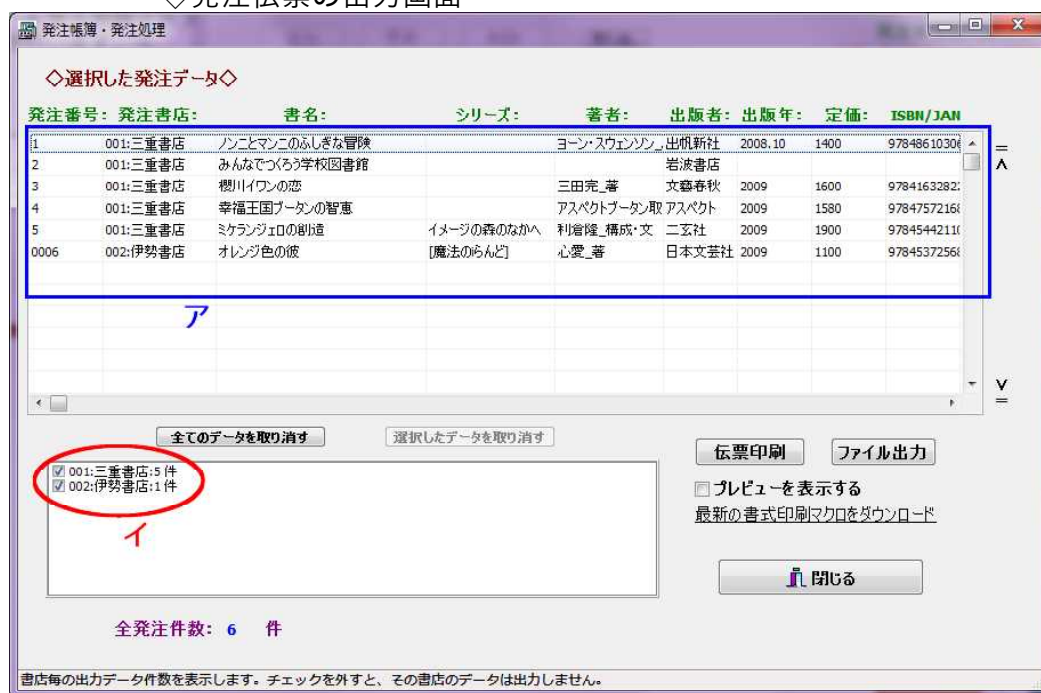 ◇発注伝票の出力画面
発注帳簿・発注処理
◇選択した発注データ◇
発注番号: 発注書店: 書名: シリーズ: 著者: 出版者: 出版年: 定価: ISBN/JAN
1 001:三重書店 ノンニとマンニのふしぎな冒険 ヨーン・スウェンソン_ 出帆新社 2008.10 1400 97848610306
2 001:三重書店 みんなでつくろう学校図書館 岩波書店
3 001:三重書店 櫻川イワンの恋 三田完_著 文藝春秋 2009 1600 9784163282
4 001:三重書店 幸福王国ブータンの智恵 アスペクトブータン取 アスペクト 2009 1580 9784757216
5 001:三重書店 ミケランジェロの創造 イメージの森のなかへ 利倉隆_構成・文 二玄社 2009 1900 9784544211
0006 002:伊勢書店 オレンジ色の彼 [魔法のらんど] 心愛_著 日本文芸社 2009 1100 9784537256
ア
全てのデータを取り消す 選択したデータを取り消す
001:三重書店:5 件
002:伊勢書店:1 件
イ
伝票印刷 ファイル出力
プレビューを表示する
最新の書式印刷マクロをダウンロード
閉じる
全発注件数: 6 件
書店毎の出力データ件数を表示します。チェックを外すと、その書店のデータは出力しません。